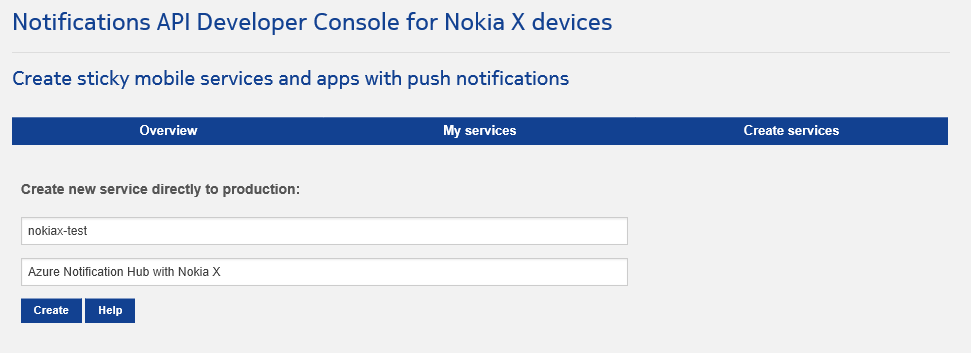 Notifications API Developer Console for Nokia X devices
Create sticky mobile services and apps with push notifications
Overview My services Create services
Create new service directly to production:
nokiax-test
Azure Notification Hub with Nokia X
Create Help